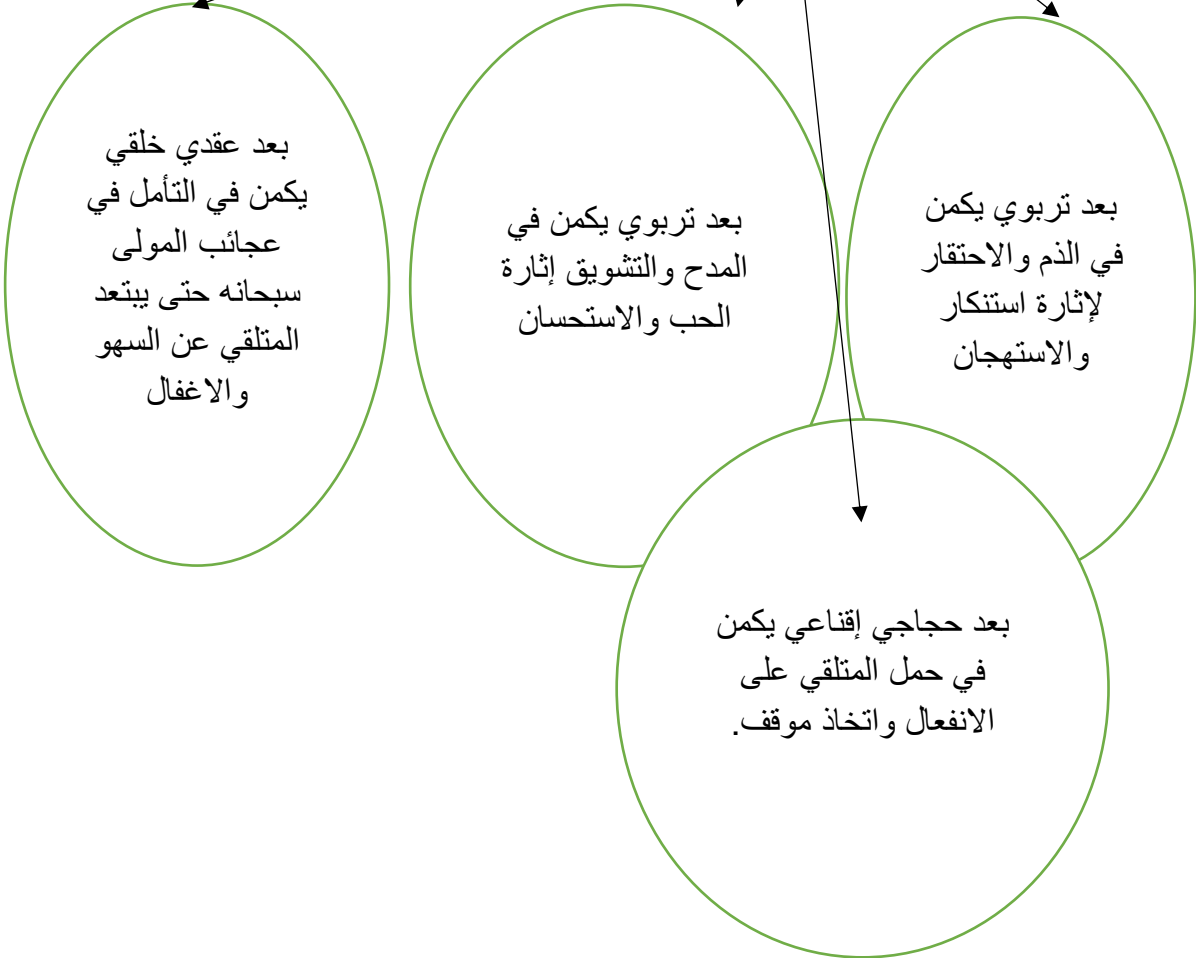 بعد تربوي يكمن
في الذم والاحتقار
لإثارة استنكار
والاستهجان
بعد تربوي يكمن في
المدح والتشويق إثارة
الحب والاستحسان
بعد عقدي خلقي
يكمن في التأمل في
عجائب المولى
سبحانه حتى يبتعد
المتلقي عن السهو
والاغفال
بعد حجاجي إقناعي يكمن
في حمل المتلقي على
الانفعال واتخاذ موقف.